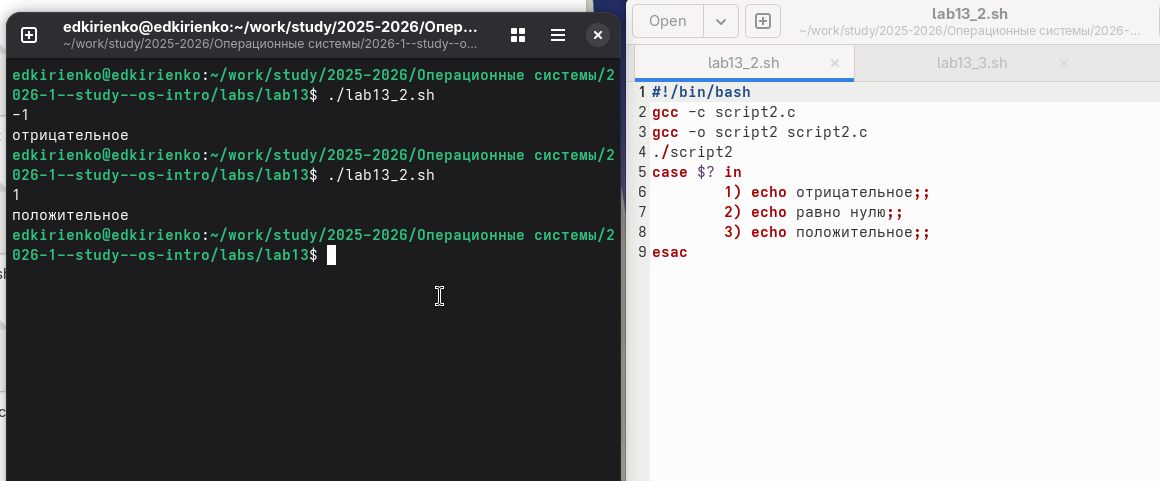 edkirienko@edkirienko:~/work/study/2025-2026/Опер...
~/work/study/2025-2026/Операционные системы/2026-1--study--o...
edkirienko@edkirienko:~/work/study/2025-2026/Операционные системы/2
026-1--study--os-intro/labs/lab13$ ./lab13_2.sh
-1
отрицательное
edkirienko@edkirienko:~/work/study/2025-2026/Операционные системы/2
026-1--study--os-intro/labs/lab13$ ./lab13_2.sh
1
положительное
edkirienko@edkirienko:~/work/study/2025-2026/Операционные системы/2
026-1--study--os-intro/labs/lab13$
Open
lab13_2.sh
~/work/study/2025-2026/Операционные системы/2026-...
lab13_2.sh ×
lab13_3.sh ×
1 #!/bin/bash
2 gcc -c script2.c
3 gcc -o script2 script2.c
4 ./script2
5 case $? in
6 1) echo отрицательное;;
7 2) echo равно нулю;;
8 3) echo положительное;;
9 esac